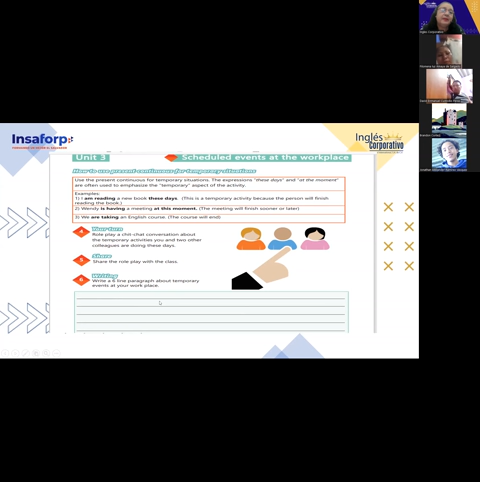 Insaforp
Inglés
Corporativo
Unit 3
Scheduled events at the workplace
How to use present continuous for temporary situations
Use the present continuous for temporary situations. The expressions "these days" and "at the moment"
are often used to emphasize the "temporary" aspect of the activity.
Examples:
1) I am reading a new book these days. (This is a temporary activity because the person will finish
reading the book.)
2) Wendy is having a meeting at this moment. (The meeting will finish sooner or later)
3) We are taking an English course. (The course will end)
4
Your turn
Role play a chit-chat conversation about
the temporary activities you and two other
colleagues are doing these days.
5
Share
Share the role play with the class.
6
Writing
Write a 6 line paragraph about temporary
events at your work place.
Inglés Corporativo